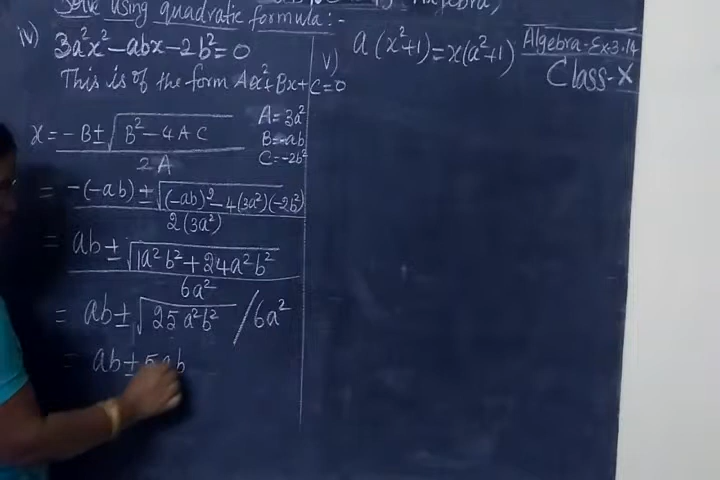 Solve using quadratic formula:-
iv) 3a²x² - abx - 2b² = 0
This is of the form Ax² + Bx + C = 0
x = -B ± √B² - 4AC / 2A
A = 3a²
B = -ab
C = -2b²
= -(-ab) ± √(-ab)² - 4(3a²)(-2b²) / 2(3a²)
= ab ± √1a²b² + 24a²b² / 6a²
= ab ± √25a²b² / 6a²
= ab ± 5ab
v) a(x²+1) = x(a²+1)
Algebra-Ex-3.14
Class-X